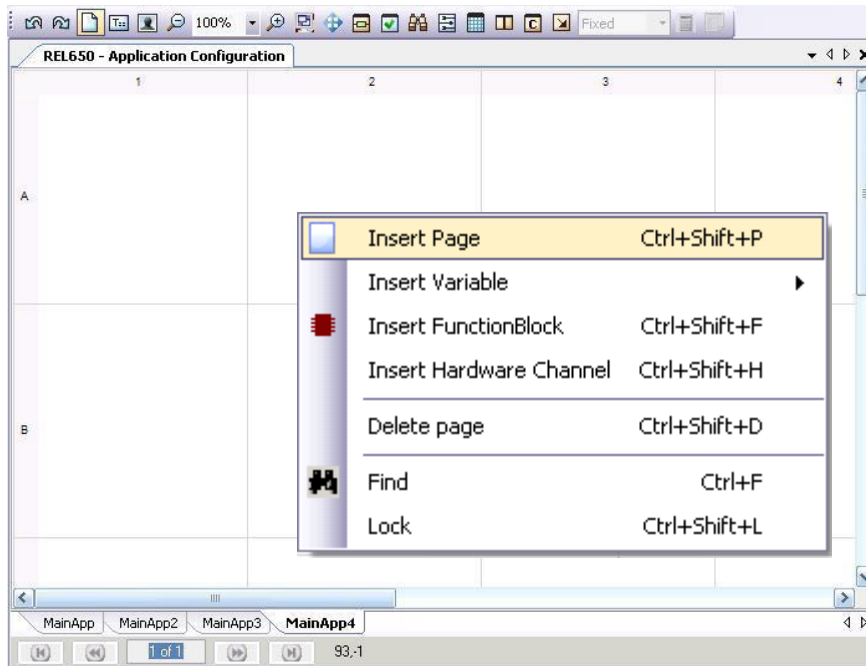 100%
Fixed
REL650 - Application Configuration
1 2 3 4
A
Insert Page Ctrl+Shift+P
Insert Variable
Insert FunctionBlock Ctrl+Shift+F
Insert Hardware Channel Ctrl+Shift+H
B
Delete page Ctrl+Shift+D
Find Ctrl+F
Lock Ctrl+Shift+L
MainApp MainApp2 MainApp3 MainApp4
1 of 1 93,-1